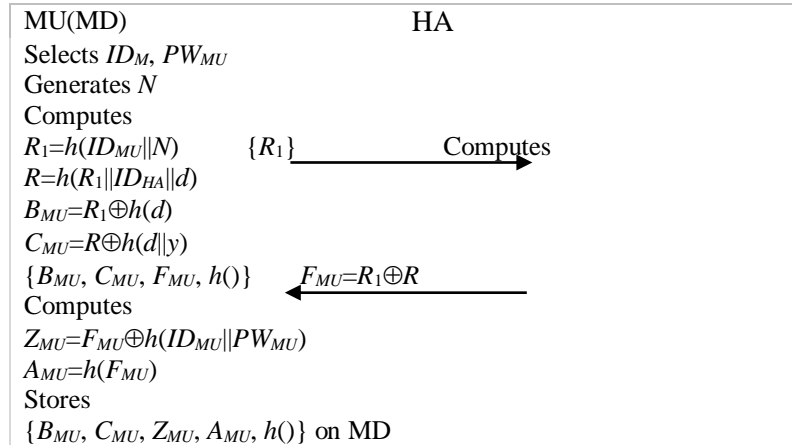 MU(MD) HA
Selects ID_M, PW_MU
Generates N
Computes
R₁=h(ID_MU||N) {R₁} Computes
R=h(R₁||ID_HA||d)
B_MU=R₁⊕h(d)
C_MU=R⊕h(d||y)
{B_MU, C_MU, F_MU, h()} F_MU=R₁⊕R
Computes
Z_MU=F_MU⊕h(ID_MU||PW_MU)
A_MU=h(F_MU)
Stores
{B_MU, C_MU, Z_MU, A_MU, h()} on MD